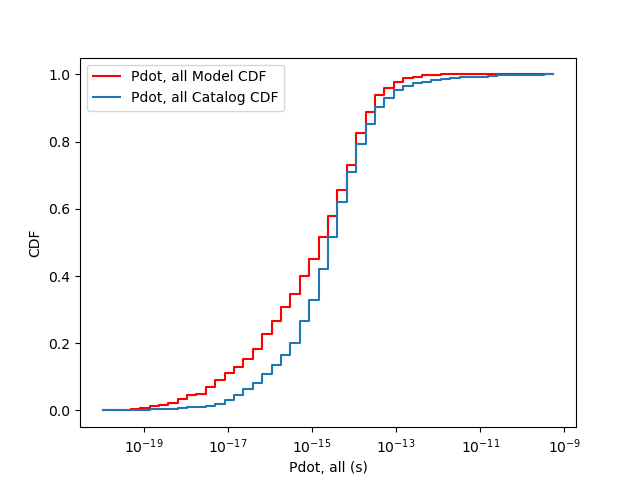 Pdot, all Model CDF
Pdot, all Catalog CDF
1.0
0.8
0.6
0.4
0.2
0.0
CDF
10⁻¹⁹ 10⁻¹⁷ 10⁻¹⁵ 10⁻¹³ 10⁻¹¹ 10⁻⁹
Pdot, all (s)